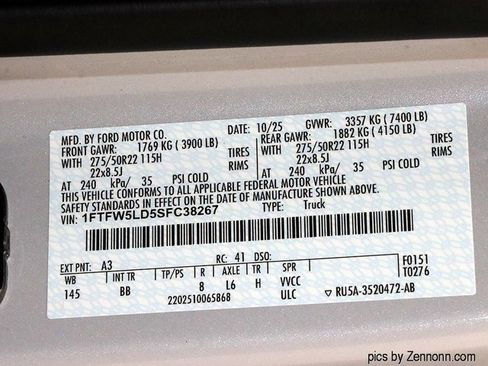 MFD. BY FORD MOTOR CO. DATE: 10/25 GVWR: 3357 KG (7400 LB)
FRONT GAWR: 1769 KG (3900 LB) REAR GAWR: 1882 KG (4150 LB)
275/50R22 115H TIRES 275/50R22 115H TIRES
22x8.5J RIMS 22x8.5J RIMS
AT 240 kPa/ 35 PSI COLD AT 240 kPa/ 35 PSI COLD
THIS VEHICLE CONFORMS TO ALL APPLICABLE FEDERAL MOTOR VEHICLE
SAFETY STANDARDS IN EFFECT ON THE DATE OF MANUFACTURE SHOWN ABOVE.
VIN: 1FTFW5LD5SFC38267 TYPE: Truck
EXT PNT: A3 RC: 41 DSO: F0151
WB INT TR TP/PS R AXLE TR SPR T0276
145 BB 8 L6 H VVCC
2202510065868 ULC ▽ RU5A-3520472-AB
pics by Zennonn.com